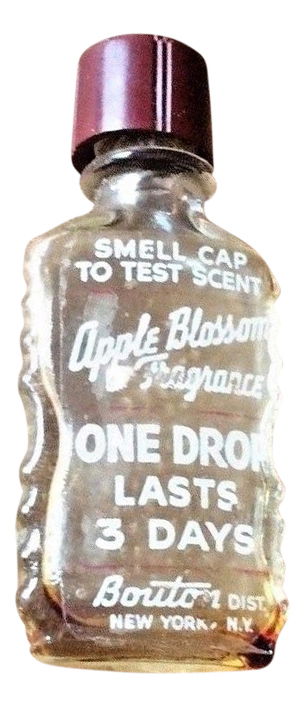 SMELL CAP
TO TEST SCENT
Apple Blossom
Fragrance
ONE DROP
LASTS
3 DAYS
Bouton DIST.
NEW YORK, N.Y.